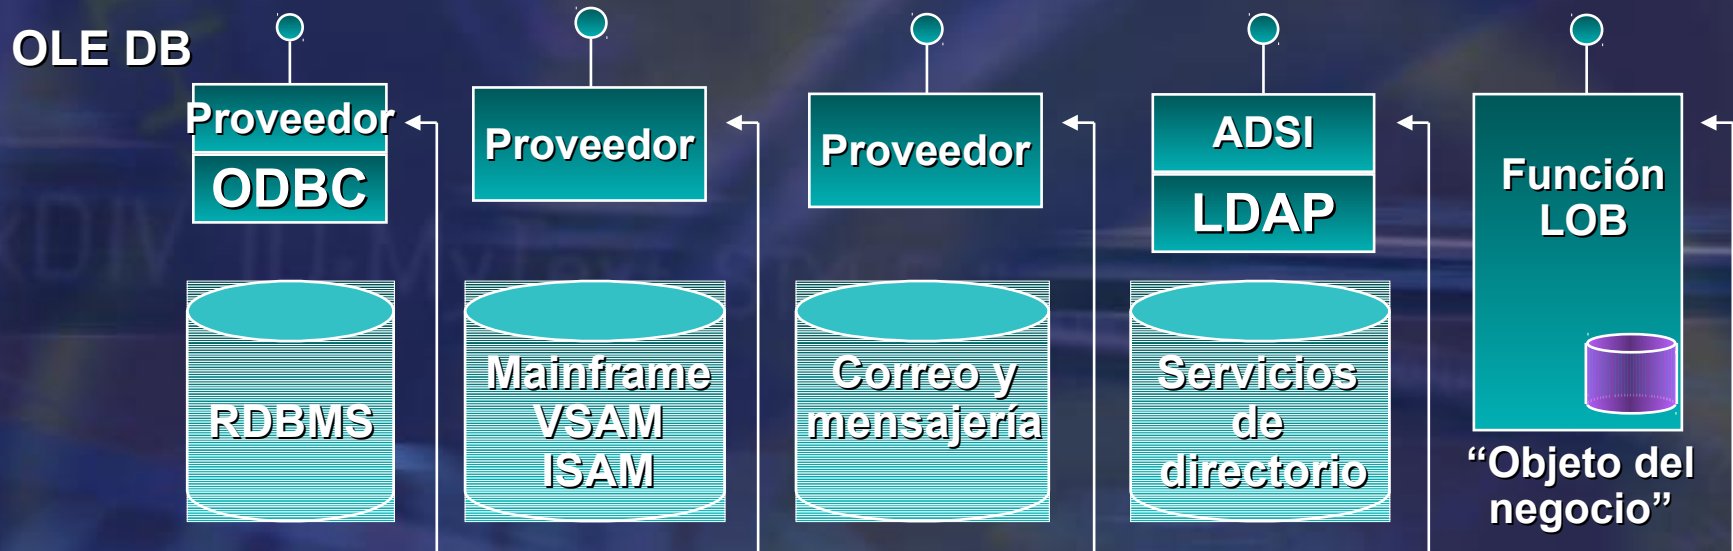 OLE DB
Proveedor
ODBC
RDBMS
Proveedor
Mainframe
VSAM
ISAM
Proveedor
Correo y
mensajería
ADSI
LDAP
Servicios
de
directorio
Función
LOB
“Objeto del
negocio”